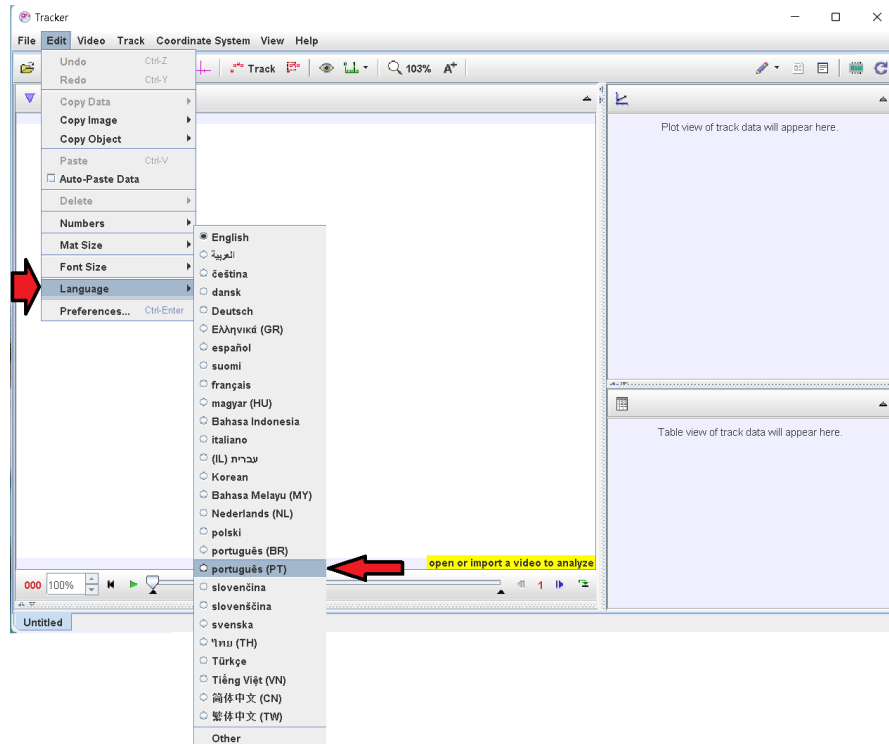 Tracker
File Edit Video Track Coordinate System View Help
Track 103% A+
Undo Ctrl-Z
Redo Ctrl-Y
Copy Data
Copy Image
Copy Object
Paste Ctrl-V
Auto-Paste Data
Delete
Numbers
Mat Size
Font Size
Language
Preferences... Ctrl-Enter
English
العربية
čeština
dansk
Deutsch
Ελληνικά (GR)
español
suomi
français
magyar (HU)
Bahasa Indonesia
italiano
עברית (IL)
Korean
Bahasa Melayu (MY)
Nederlands (NL)
polski
português (BR)
português (PT)
slovenčina
slovenščina
svenska
ไทย (TH)
Türkçe
Tiếng Việt (VN)
简体中文 (CN)
繁体中文 (TW)
Other
Plot view of track data will appear here.
Table view of track data will appear here.
open or import a video to analyze
000 100% 1
Untitled